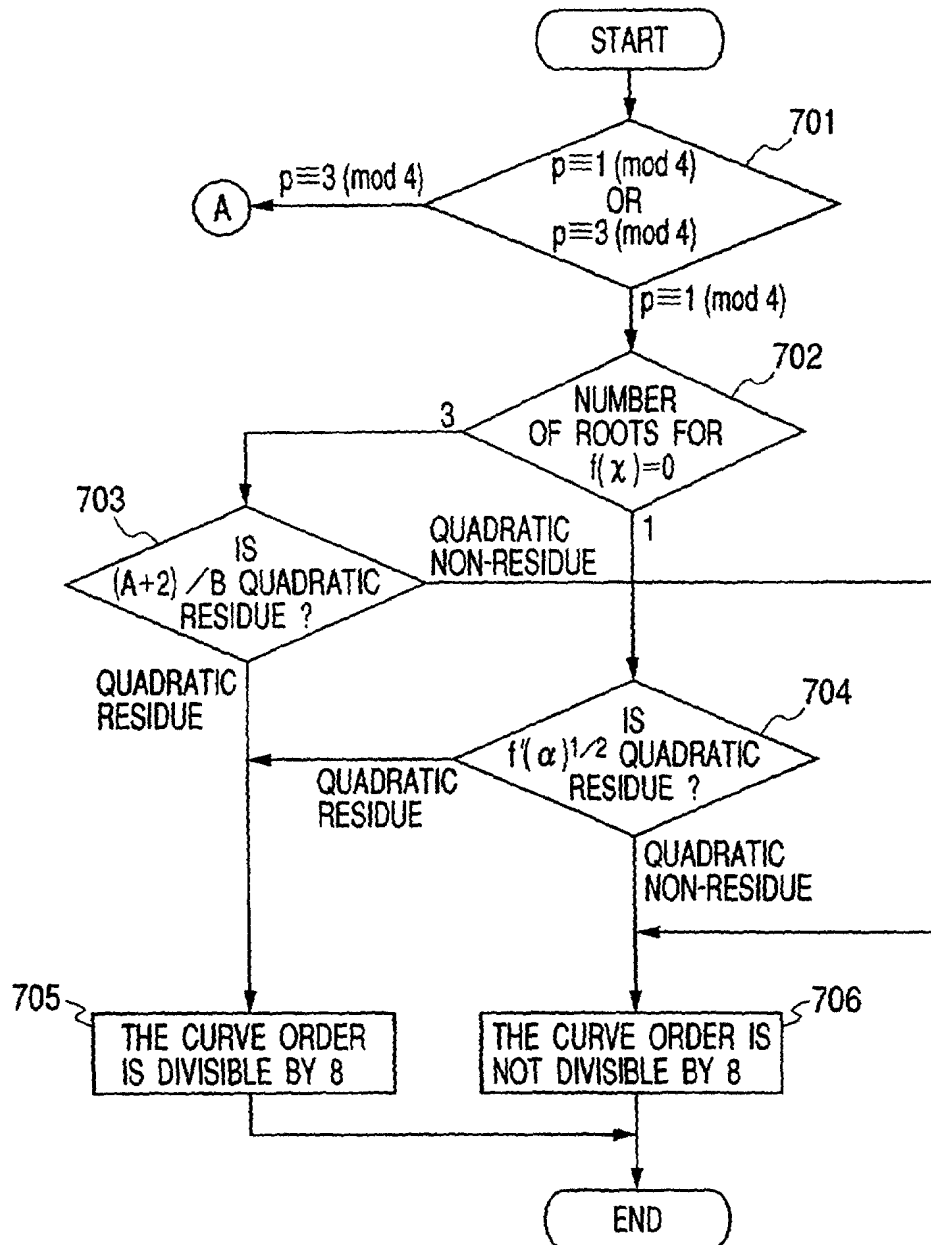 START
701
p≡1 (mod 4)
OR
p≡3 (mod 4)
p≡3 (mod 4)
A
p≡1 (mod 4)
702
NUMBER
OF ROOTS FOR
f(χ)=0
3
1
703
IS
(A+2)/B QUADRATIC
RESIDUE ?
QUADRATIC
NON-RESIDUE
QUADRATIC
RESIDUE
704
IS
f'(α)^1/2 QUADRATIC
RESIDUE ?
QUADRATIC
RESIDUE
QUADRATIC
NON-RESIDUE
705
THE CURVE ORDER
IS DIVISIBLE BY 8
706
THE CURVE ORDER IS
NOT DIVISIBLE BY 8
END